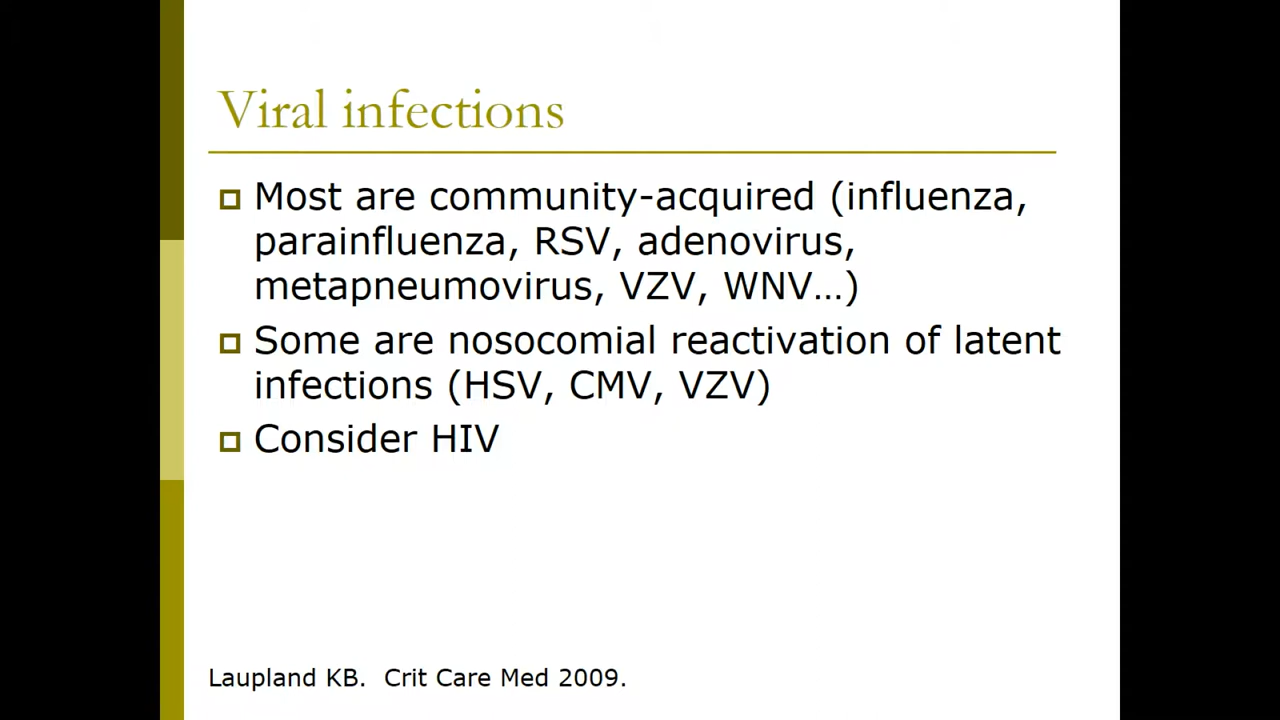 Viral infections
Most are community-acquired (influenza,
parainfluenza, RSV, adenovirus,
metapneumovirus, VZV, WNV…)
Some are nosocomial reactivation of latent
infections (HSV, CMV, VZV)
Consider HIV
Laupland KB.  Crit Care Med 2009.